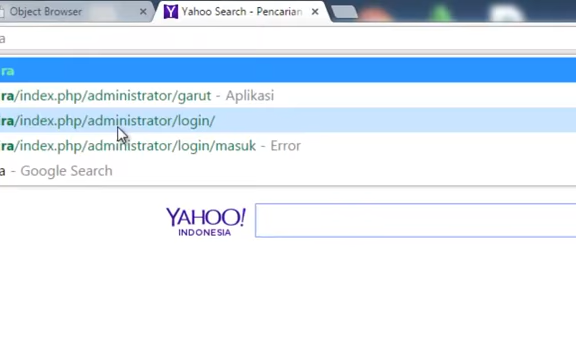 Object Browser
Yahoo Search - Pencarian
a
ra
ra/index.php/administrator/garut - Aplikasi
ra/index.php/administrator/login/
ra/index.php/administrator/login/masuk - Error
a - Google Search
YAHOO!
INDONESIA